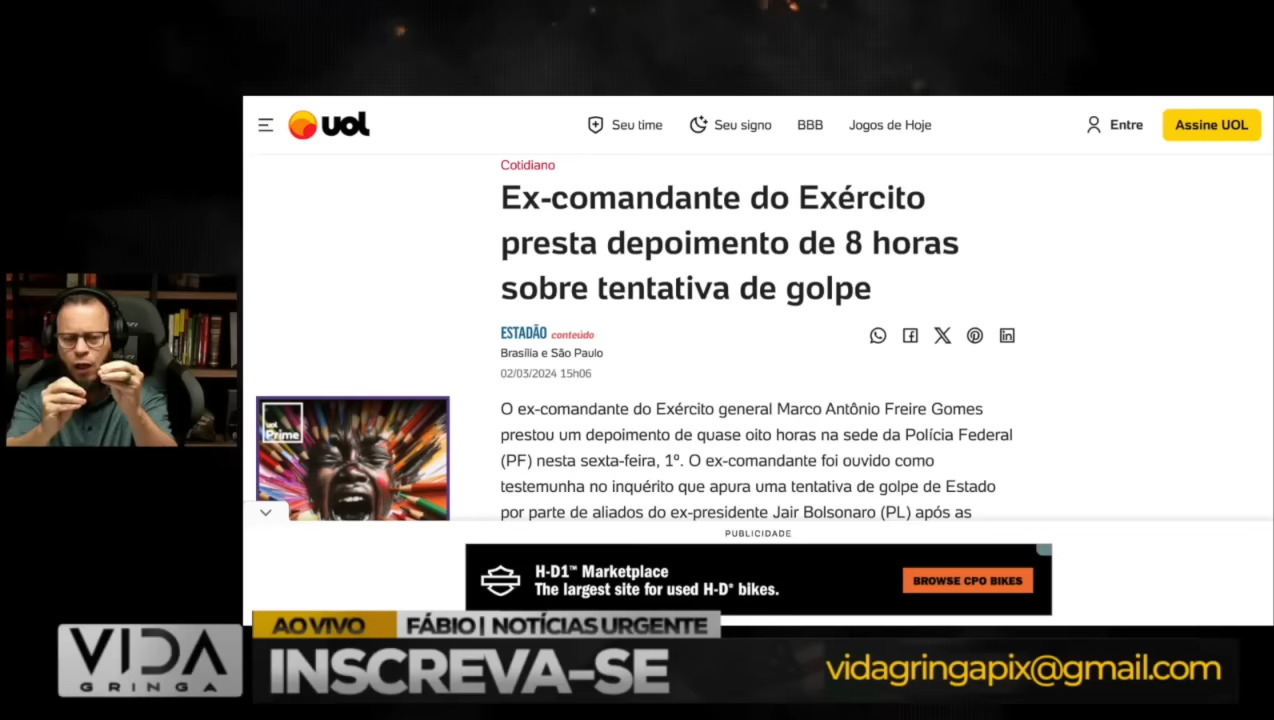 uol
Seu time
Seu signo
BBB
Jogos de Hoje
Entre
Assine UOL
Cotidiano
Ex-comandante do Exército
presta depoimento de 8 horas
sobre tentativa de golpe
ESTADÃO conteúdo
Brasília e São Paulo
02/03/2024 15h06
O ex-comandante do Exército general Marco Antônio Freire Gomes
prestou um depoimento de quase oito horas na sede da Polícia Federal
(PF) nesta sexta-feira, 1º. O ex-comandante foi ouvido como
testemunha no inquérito que apura uma tentativa de golpe de Estado
por parte de aliados do ex-presidente Jair Bolsonaro (PL) após as
uol
Prime
PUBLICIDADE
H-D1™ Marketplace
The largest site for used H-D® bikes.
BROWSE CPO BIKES
AO VIVO
FÁBIO | NOTÍCIAS URGENTE
VIDA
GRINGA
INSCREVA-SE
vidagringapix@gmail.com